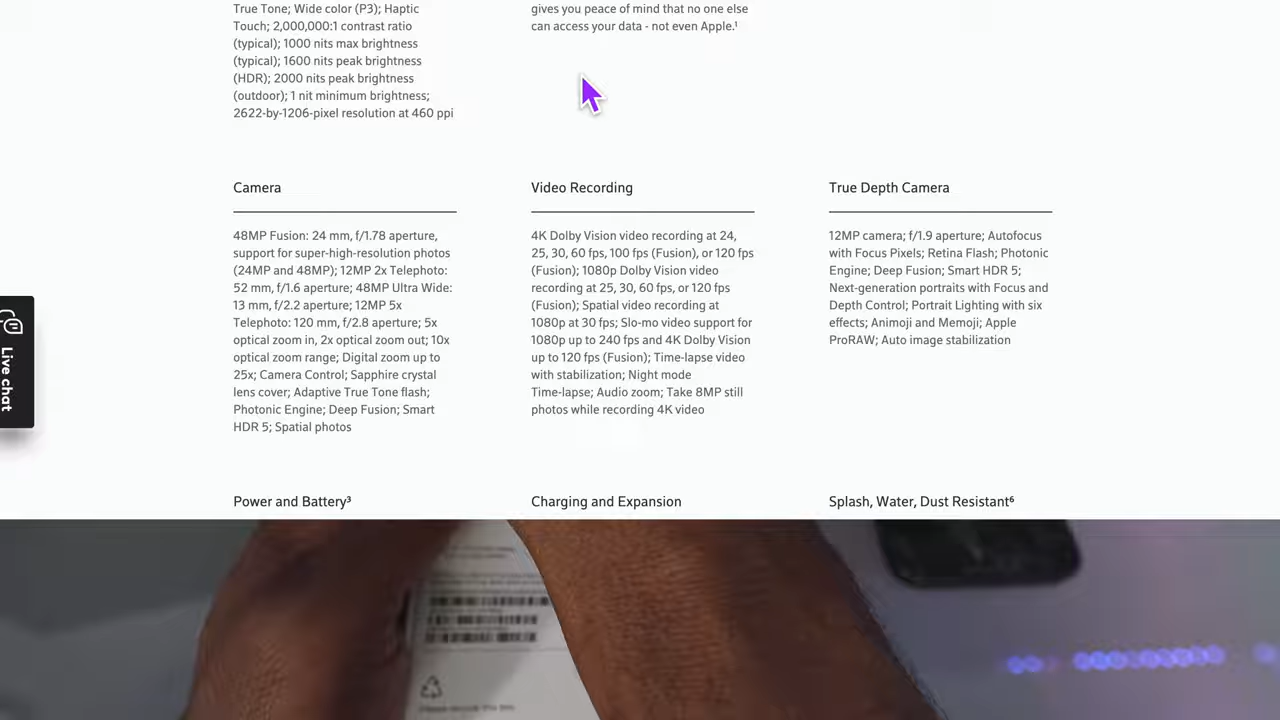 True Tone; Wide color (P3); Haptic
Touch; 2,000,000:1 contrast ratio
(typical); 1000 nits max brightness
(typical); 1600 nits peak brightness
(HDR); 2000 nits peak brightness
(outdoor); 1 nit minimum brightness;
2622-by-1206-pixel resolution at 460 ppi
gives you peace of mind that no one else
can access your data - not even Apple.¹
Camera
48MP Fusion: 24 mm, f/1.78 aperture,
support for super-high-resolution photos
(24MP and 48MP); 12MP 2x Telephoto:
52 mm, f/1.6 aperture; 48MP Ultra Wide:
13 mm, f/2.2 aperture; 12MP 5x
Telephoto: 120 mm, f/2.8 aperture; 5x
optical zoom in, 2x optical zoom out; 10x
optical zoom range; Digital zoom up to
25x; Camera Control; Sapphire crystal
lens cover; Adaptive True Tone flash;
Photonic Engine; Deep Fusion; Smart
HDR 5; Spatial photos
Video Recording
4K Dolby Vision video recording at 24,
25, 30, 60 fps, 100 fps (Fusion), or 120 fps
(Fusion); 1080p Dolby Vision video
recording at 25, 30, 60 fps, or 120 fps
(Fusion); Spatial video recording at
1080p at 30 fps; Slo-mo video support for
1080p up to 240 fps and 4K Dolby Vision
up to 120 fps (Fusion); Time-lapse video
with stabilization; Night mode
Time-lapse; Audio zoom; Take 8MP still
photos while recording 4K video
True Depth Camera
12MP camera; f/1.9 aperture; Autofocus
with Focus Pixels; Retina Flash; Photonic
Engine; Deep Fusion; Smart HDR 5;
Next-generation portraits with Focus and
Depth Control; Portrait Lighting with six
effects; Animoji and Memoji; Apple
ProRAW; Auto image stabilization
Live chat
Power and Battery³
Charging and Expansion
Splash, Water, Dust Resistant⁶